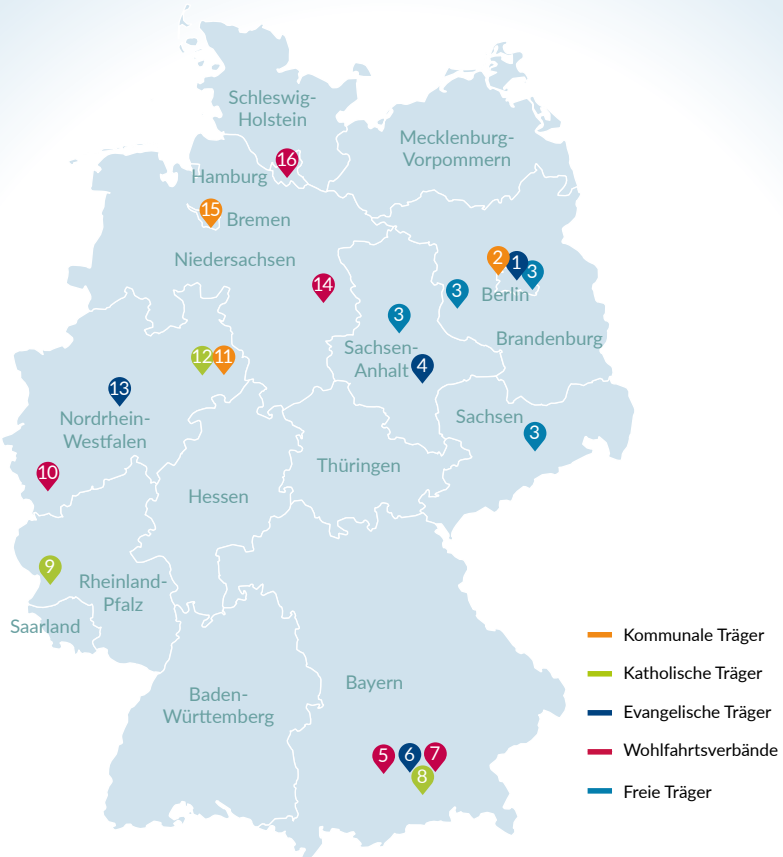 Schleswig-
Holstein
Mecklenburg-
Vorpommern
16
Hamburg
15
Bremen
Niedersachsen
14
2
1
3
3
Berlin
3
Brandenburg
Sachsen-
Anhalt
4
12
11
13
Nordrhein-
Westfalen
Sachsen
3
10
Thüringen
Hessen
9
Rheinland-
Pfalz
Saarland
Baden-
Württemberg
Bayern
5
6
7
8
Kommunale Träger
Katholische Träger
Evangelische Träger
Wohlfahrtsverbände
Freie Träger